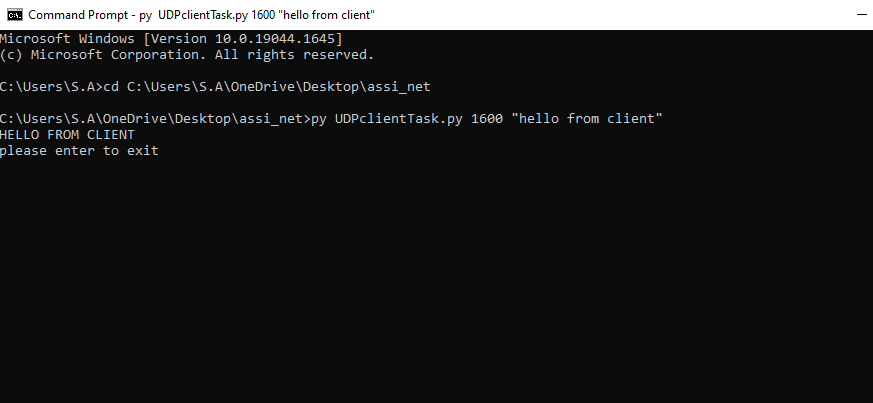 Command Prompt - py  UDPclientTask.py 1600 "hello from client"
Microsoft Windows [Version 10.0.19044.1645]
(c) Microsoft Corporation. All rights reserved.
C:\Users\S.A>cd C:\Users\S.A\OneDrive\Desktop\assi_net
C:\Users\S.A\OneDrive\Desktop\assi_net>py UDPclientTask.py 1600 "hello from client"
HELLO FROM CLIENT
please enter to exit